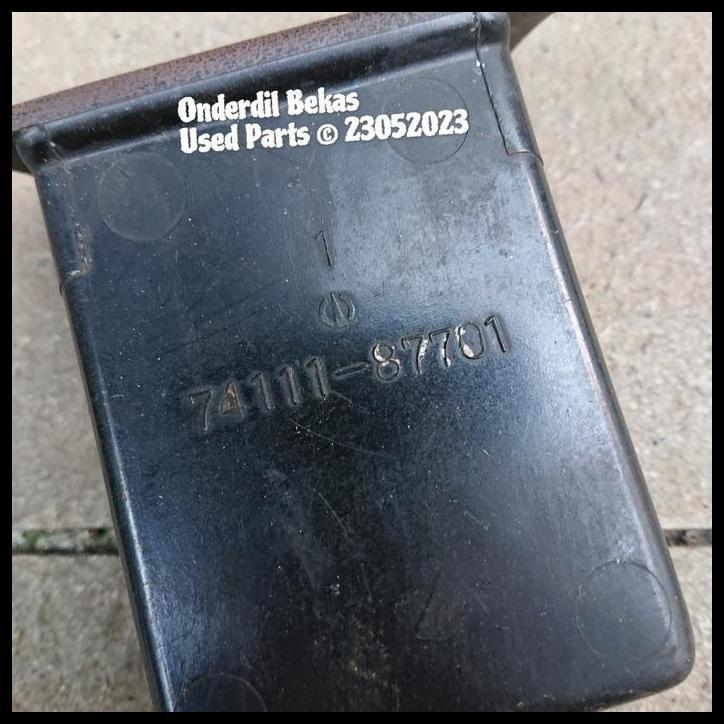 Onderdil Bekas
Used Parts © 23052023
1
74111-87701